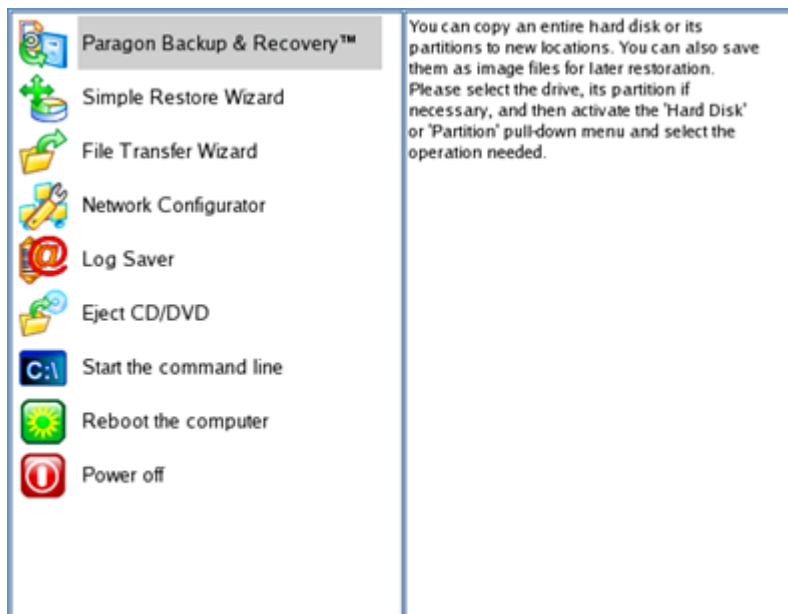 Paragon Backup & Recovery™
Simple Restore Wizard
File Transfer Wizard
Network Configurator
Log Saver
Eject CD/DVD
C:\
Start the command line
Reboot the computer
Power off
You can copy an entire hard disk or its
partitions to new locations. You can also save
them as image files for later restoration.
Please select the drive, its partition if
necessary, and then activate the 'Hard Disk'
or 'Partition' pull-down menu and select the
operation needed.